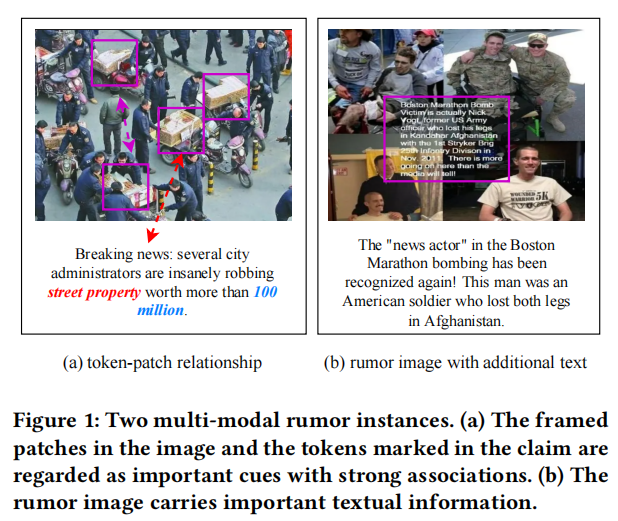 Boston Marathon Bomb
Victim is actually Nick
Vogt, former US Army
officer who lost his legs
in Kandahar Afghanistan
with the 1st Stryker Brig
25th Infantry Divison in
Nov. 2011. There is more
going on here than the
media will tell!
WOUNDED
WARRIOR 5K
Breaking news: several city
administrators are insanely robbing
street property worth more than 100
million.
The "news actor" in the Boston
Marathon bombing has been
recognized again! This man was an
American soldier who lost both legs
in Afghanistan.
(a) token-patch relationship
(b) rumor image with additional text
Figure 1: Two multi-modal rumor instances. (a) The framed
patches in the image and the tokens marked in the claim are
regarded as important cues with strong associations. (b) The
rumor image carries important textual information.